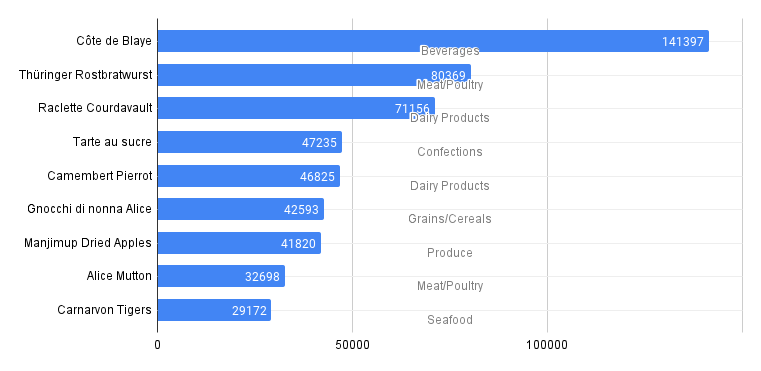 Côte de Blaye 141397
Beverages
Thüringer Rostbratwurst 80369
Meat/Poultry
Raclette Courdavault 71156
Dairy Products
Tarte au sucre 47235
Confections
Camembert Pierrot 46825
Dairy Products
Gnocchi di nonna Alice 42593
Grains/Cereals
Manjimup Dried Apples 41820
Produce
Alice Mutton 32698
Meat/Poultry
Carnarvon Tigers 29172
Seafood
0 50000 100000